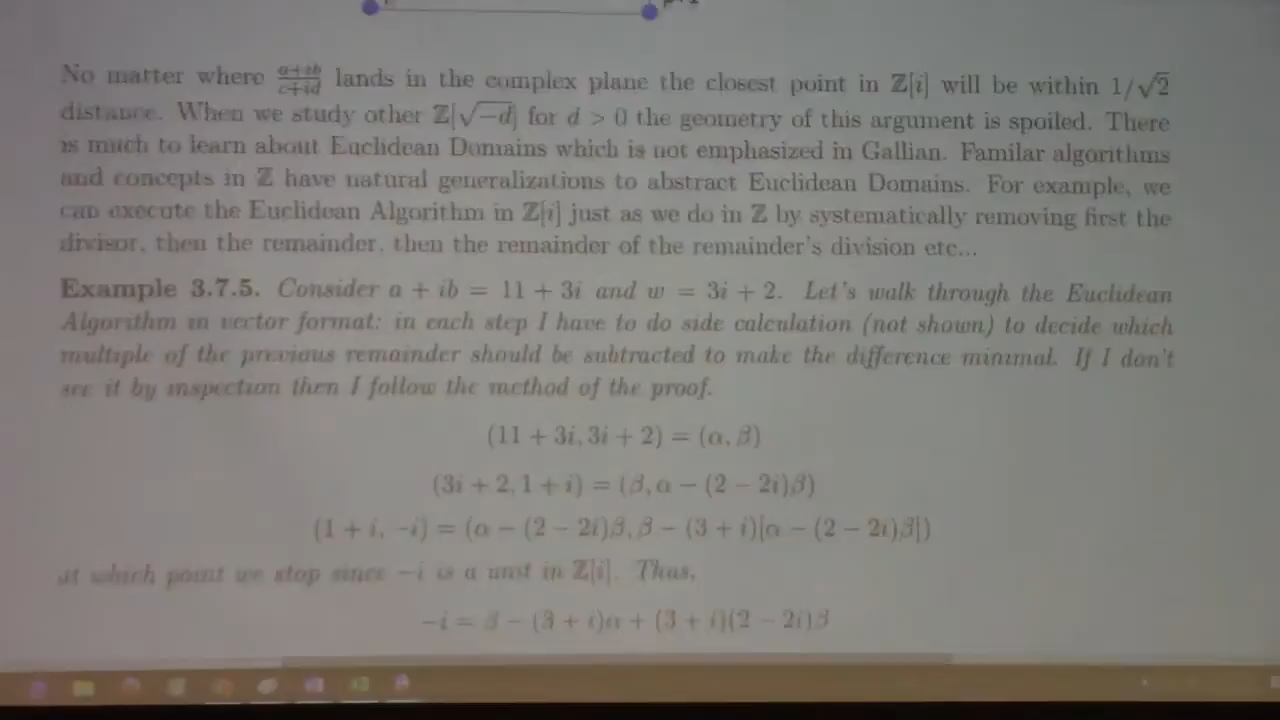 No matter where \frac{a+ib}{c+id} lands in the complex plane the closest point in ℤ[i] will be within 1/√2
distance. When we study other ℤ[√−d] for d > 0 the geometry of this argument is spoiled. There
is much to learn about Euclidean Domains which is not emphasized in Gallian. Familar algorithms
and concepts in ℤ have natural generalizations to abstract Euclidean Domains. For example, we
can execute the Euclidean Algorithm in ℤ[i] just as we do in ℤ by systematically removing first the
divisor, then the remainder, then the remainder of the remainder's division etc...
Example 3.7.5. Consider a + ib = 11 + 3i and w = 3i + 2. Let's walk through the Euclidean
Algorithm in vector format: in each step I have to do side calculation (not shown) to decide which
multiple of the previous remainder should be subtracted to make the difference minimal. If I don't
see it by inspection then I follow the method of the proof.
(11 + 3i, 3i + 2) = (α, β)
(3i + 2, 1 + i) = (β, α − (2 − 2i)β)
(1 + i, −i) = (α − (2 − 2i)β, β − (3 + i)[α − (2 − 2i)β])
at which point we stop since −i is a unit in ℤ[i]. Thus,
−i = β − (3 + i)α + (3 + i)(2 − 2i)β